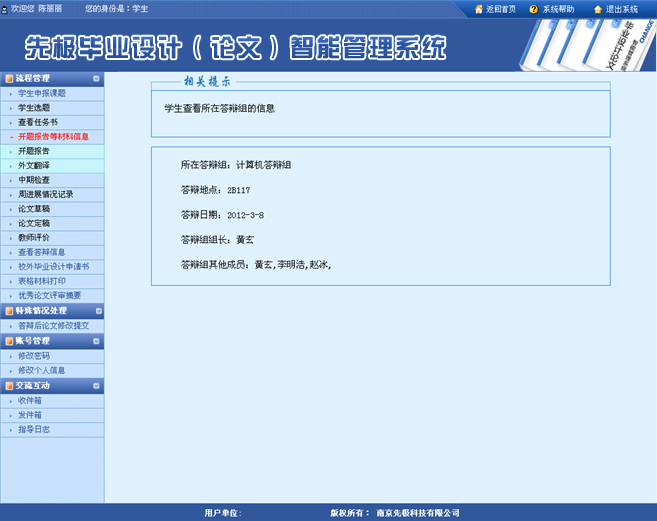 欢迎您 陈丽丽 您的身份是：学生
返回首页 系统帮助 退出系统
先极毕业设计（论文）智能管理系统
毕业设计论文
流程管理
学生申报课题
学生选题
查看任务书
开题报告等材料信息
开题报告
外文翻译
中期检查
周进展情况记录
论文草稿
论文定稿
教师评价
查看答辩信息
校外毕业设计申请书
表格材料打印
优秀论文评审摘要
特殊情况处理
答辩后论文修改提交
账号管理
修改密码
修改个人信息
交流互动
收件箱
发件箱
指导日志
相关提示
学生查看所在答辩组的信息
所在答辩组：计算机答辩组
答辩地点：2B117
答辩日期：2012-3-8
答辩组组长：黄玄
答辩组其他成员：黄玄,李明浩,赵冰,
用户单位: 版权所有： 南京先极科技有限公司